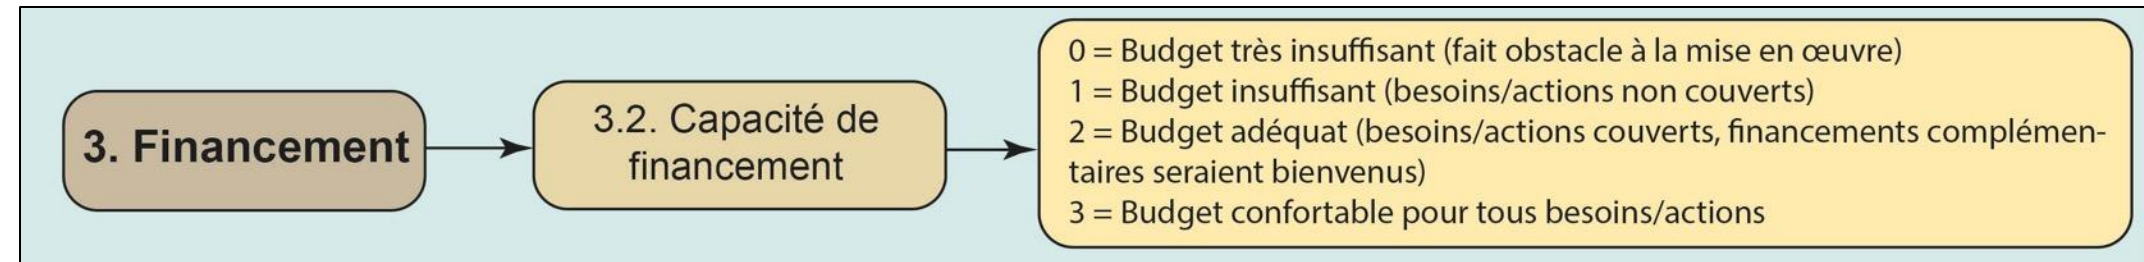 3. Financement
3.2. Capacité de
financement
0 = Budget très insuffisant (fait obstacle à la mise en œuvre)
1 = Budget insuffisant (besoins/actions non couverts)
2 = Budget adéquat (besoins/actions couverts, financements complémen-
taires seraient bienvenus)
3 = Budget confortable pour tous besoins/actions